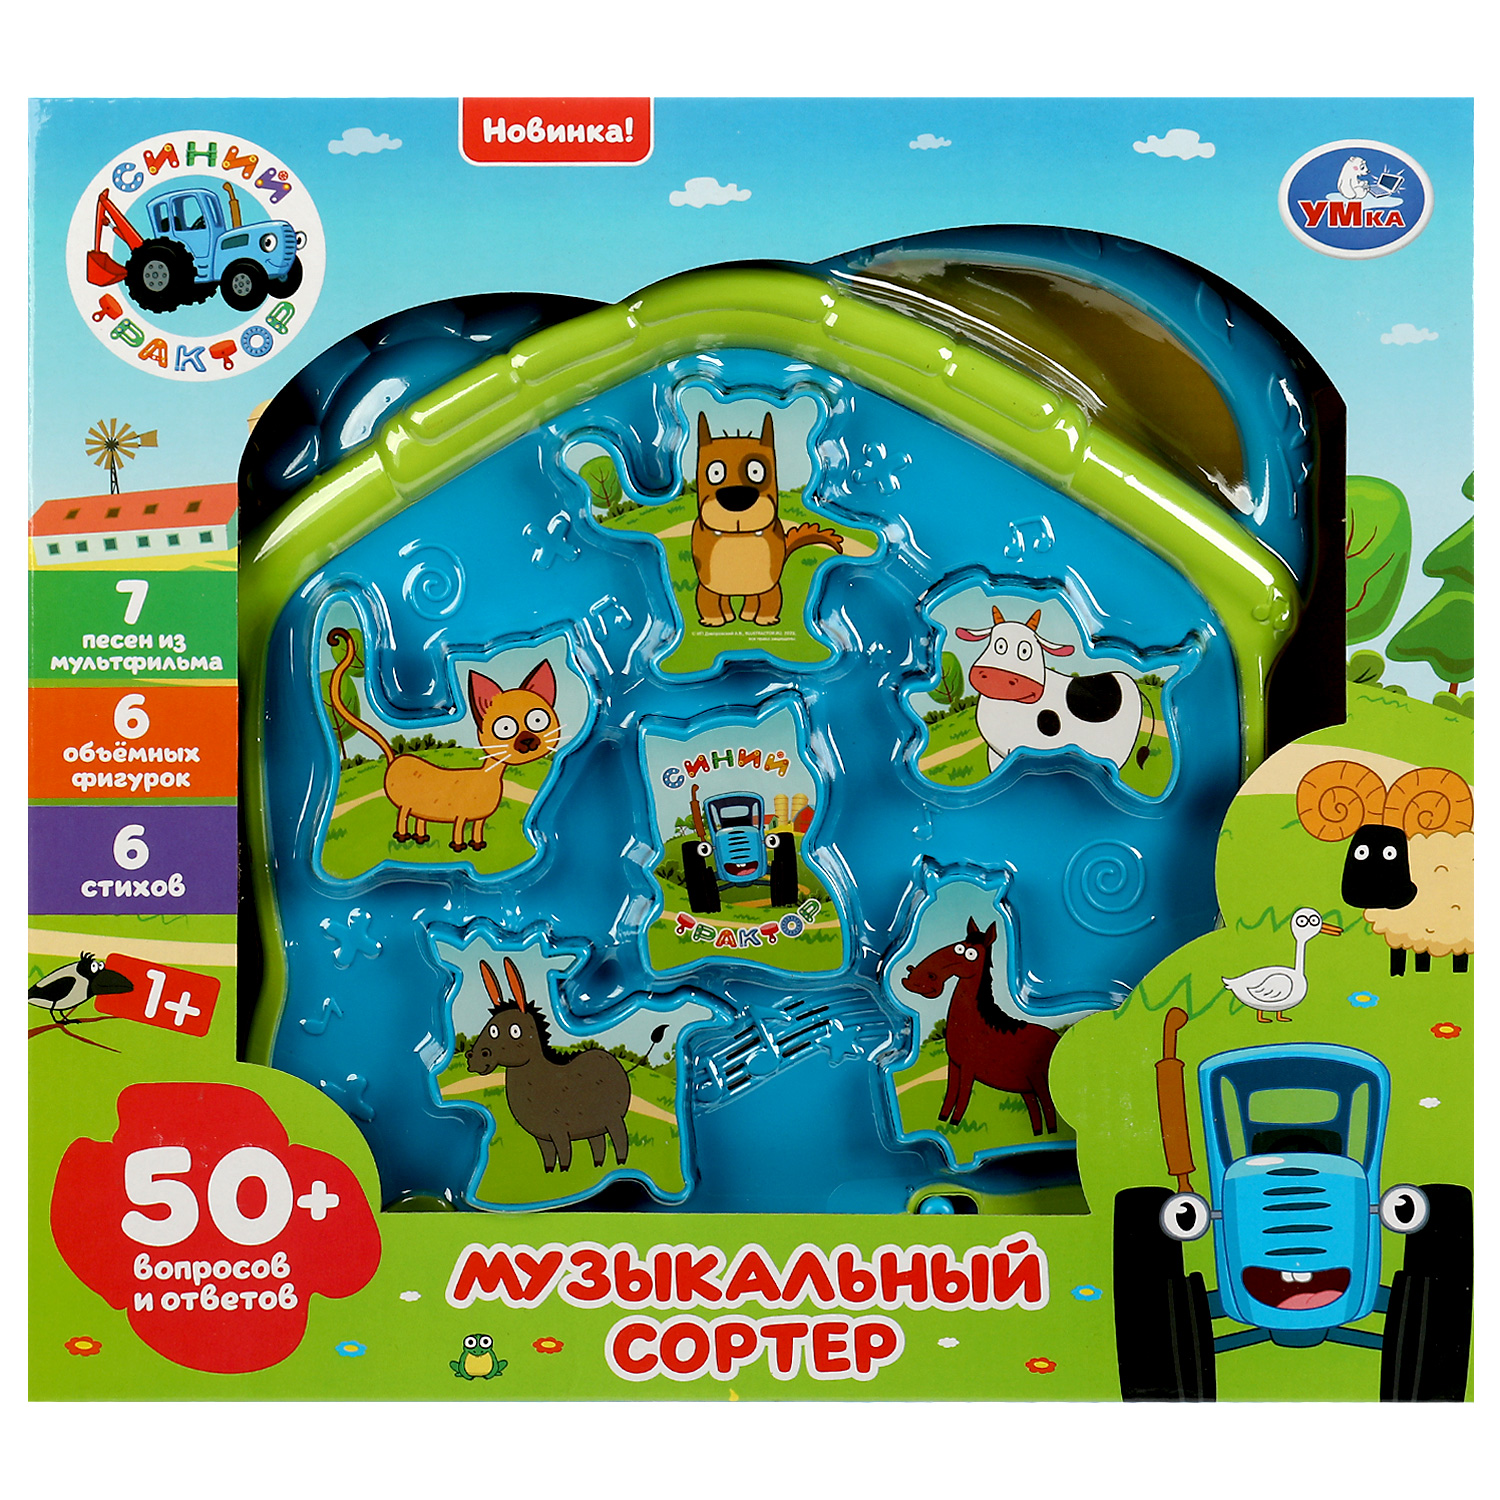 Новинка!
СИНИЙ
ТРАКТОР
УМКА
7
песен из
мультфильма
6
объёмных
фигурок
6
стихов
1+
СИНИЙ
ТРАКТОР
50+
вопросов
и ответов
МУЗЫКАЛЬНЫЙ
СОРТЕР